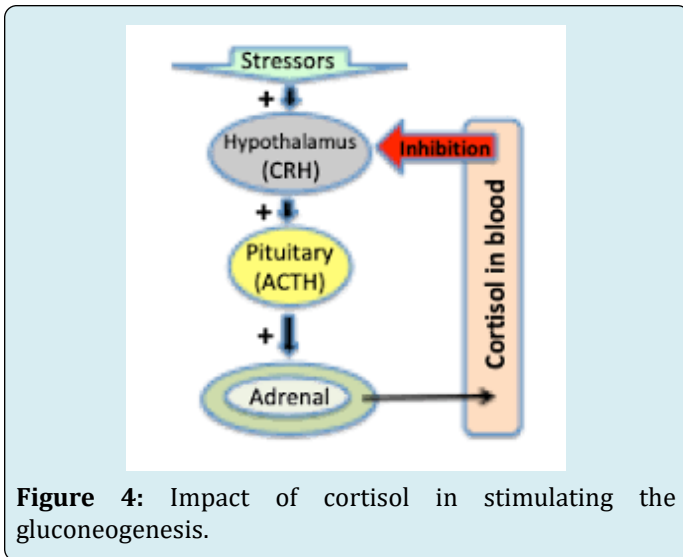 Stressors
+
Hypothalamus
(CRH)
Inhibition
+
Pituitary
(ACTH)
+
Adrenal
Cortisol in blood
Figure 4: Impact of cortisol in stimulating the
gluconeogenesis.